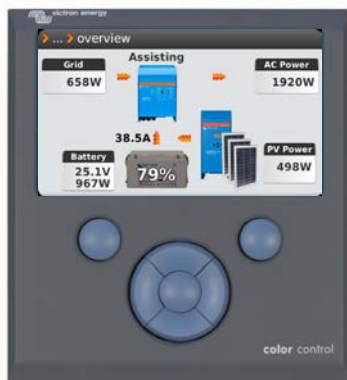 victron energy
... overview
Assisting
Grid
658W
AC Power
1920W
38.5A
Battery
25.1V
967W
79%
PV Power
498W
color control